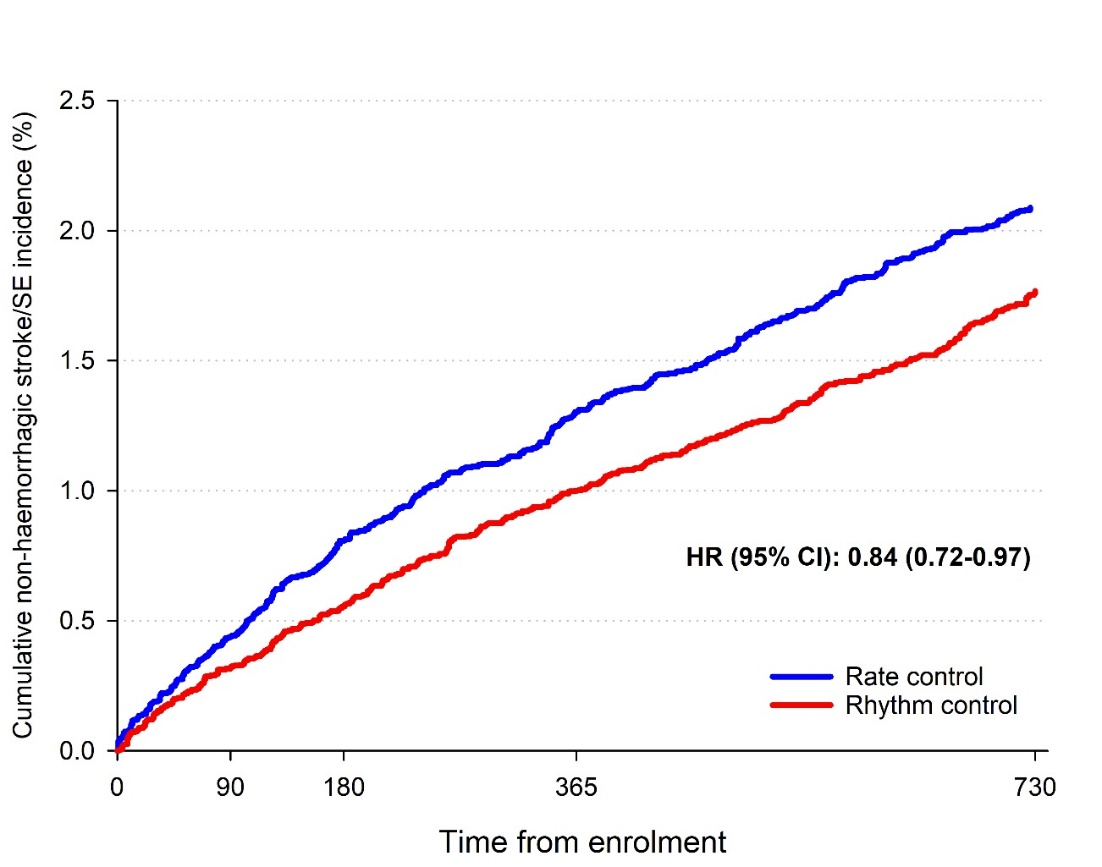 Cumulative non-haemorrhagic stroke/SE incidence (%)
2.5
2.0
1.5
1.0
0.5
0.0
HR (95% CI): 0.84 (0.72-0.97)
Rate control
Rhythm control
0 90 180 365 730
Time from enrolment